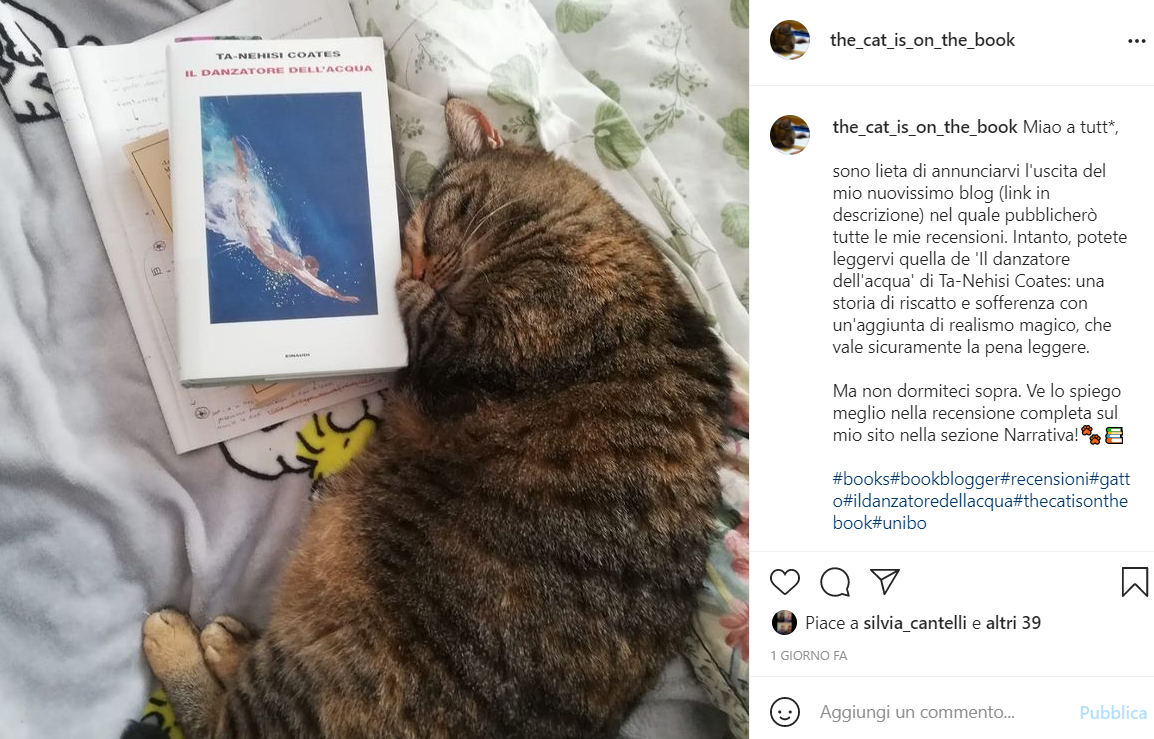 TA-NEHISI COATES
IL DANZATORE DELL'ACQUA
EINAUDI
the_cat_is_on_the_book
the_cat_is_on_the_book Miao a tutt*,
sono lieta di annunciarvi l'uscita del
mio nuovissimo blog (link in
descrizione) nel quale pubblicherò
tutte le mie recensioni. Intanto, potete
leggervi quella de 'Il danzatore
dell'acqua' di Ta-Nehisi Coates: una
storia di riscatto e sofferenza con
un'aggiunta di realismo magico, che
vale sicuramente la pena leggere.
Ma non dormiteci sopra. Ve lo spiego
meglio nella recensione completa sul
mio sito nella sezione Narrativa!🐾📚
#books#bookblogger#recensioni#gatt
o#ildanzatoredellacqua#thecatisonthe
book#unibo
Piace a silvia_cantelli e altri 39
1 GIORNO FA
Aggiungi un commento... Pubblica